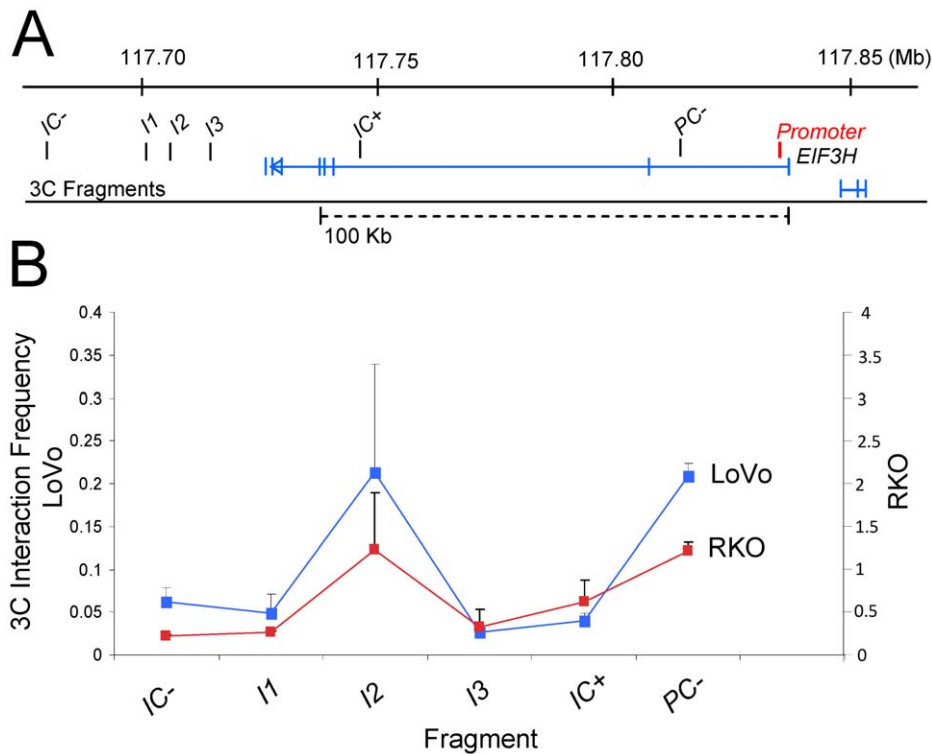 A
117.70 117.75 117.80 117.85 (Mb)
IC- I1 I2 I3 IC+ PC- Promoter
EIF3H
3C Fragments
100 Kb
B
3C Interaction Frequency
LoVo
0.4
0.35
0.3
0.25
0.2
0.15
0.1
0.05
0
4
3.5
3
2.5
2
1.5
1
0.5
0
RKO
LoVo
RKO
IC- I1 I2 I3 IC+ PC-
Fragment